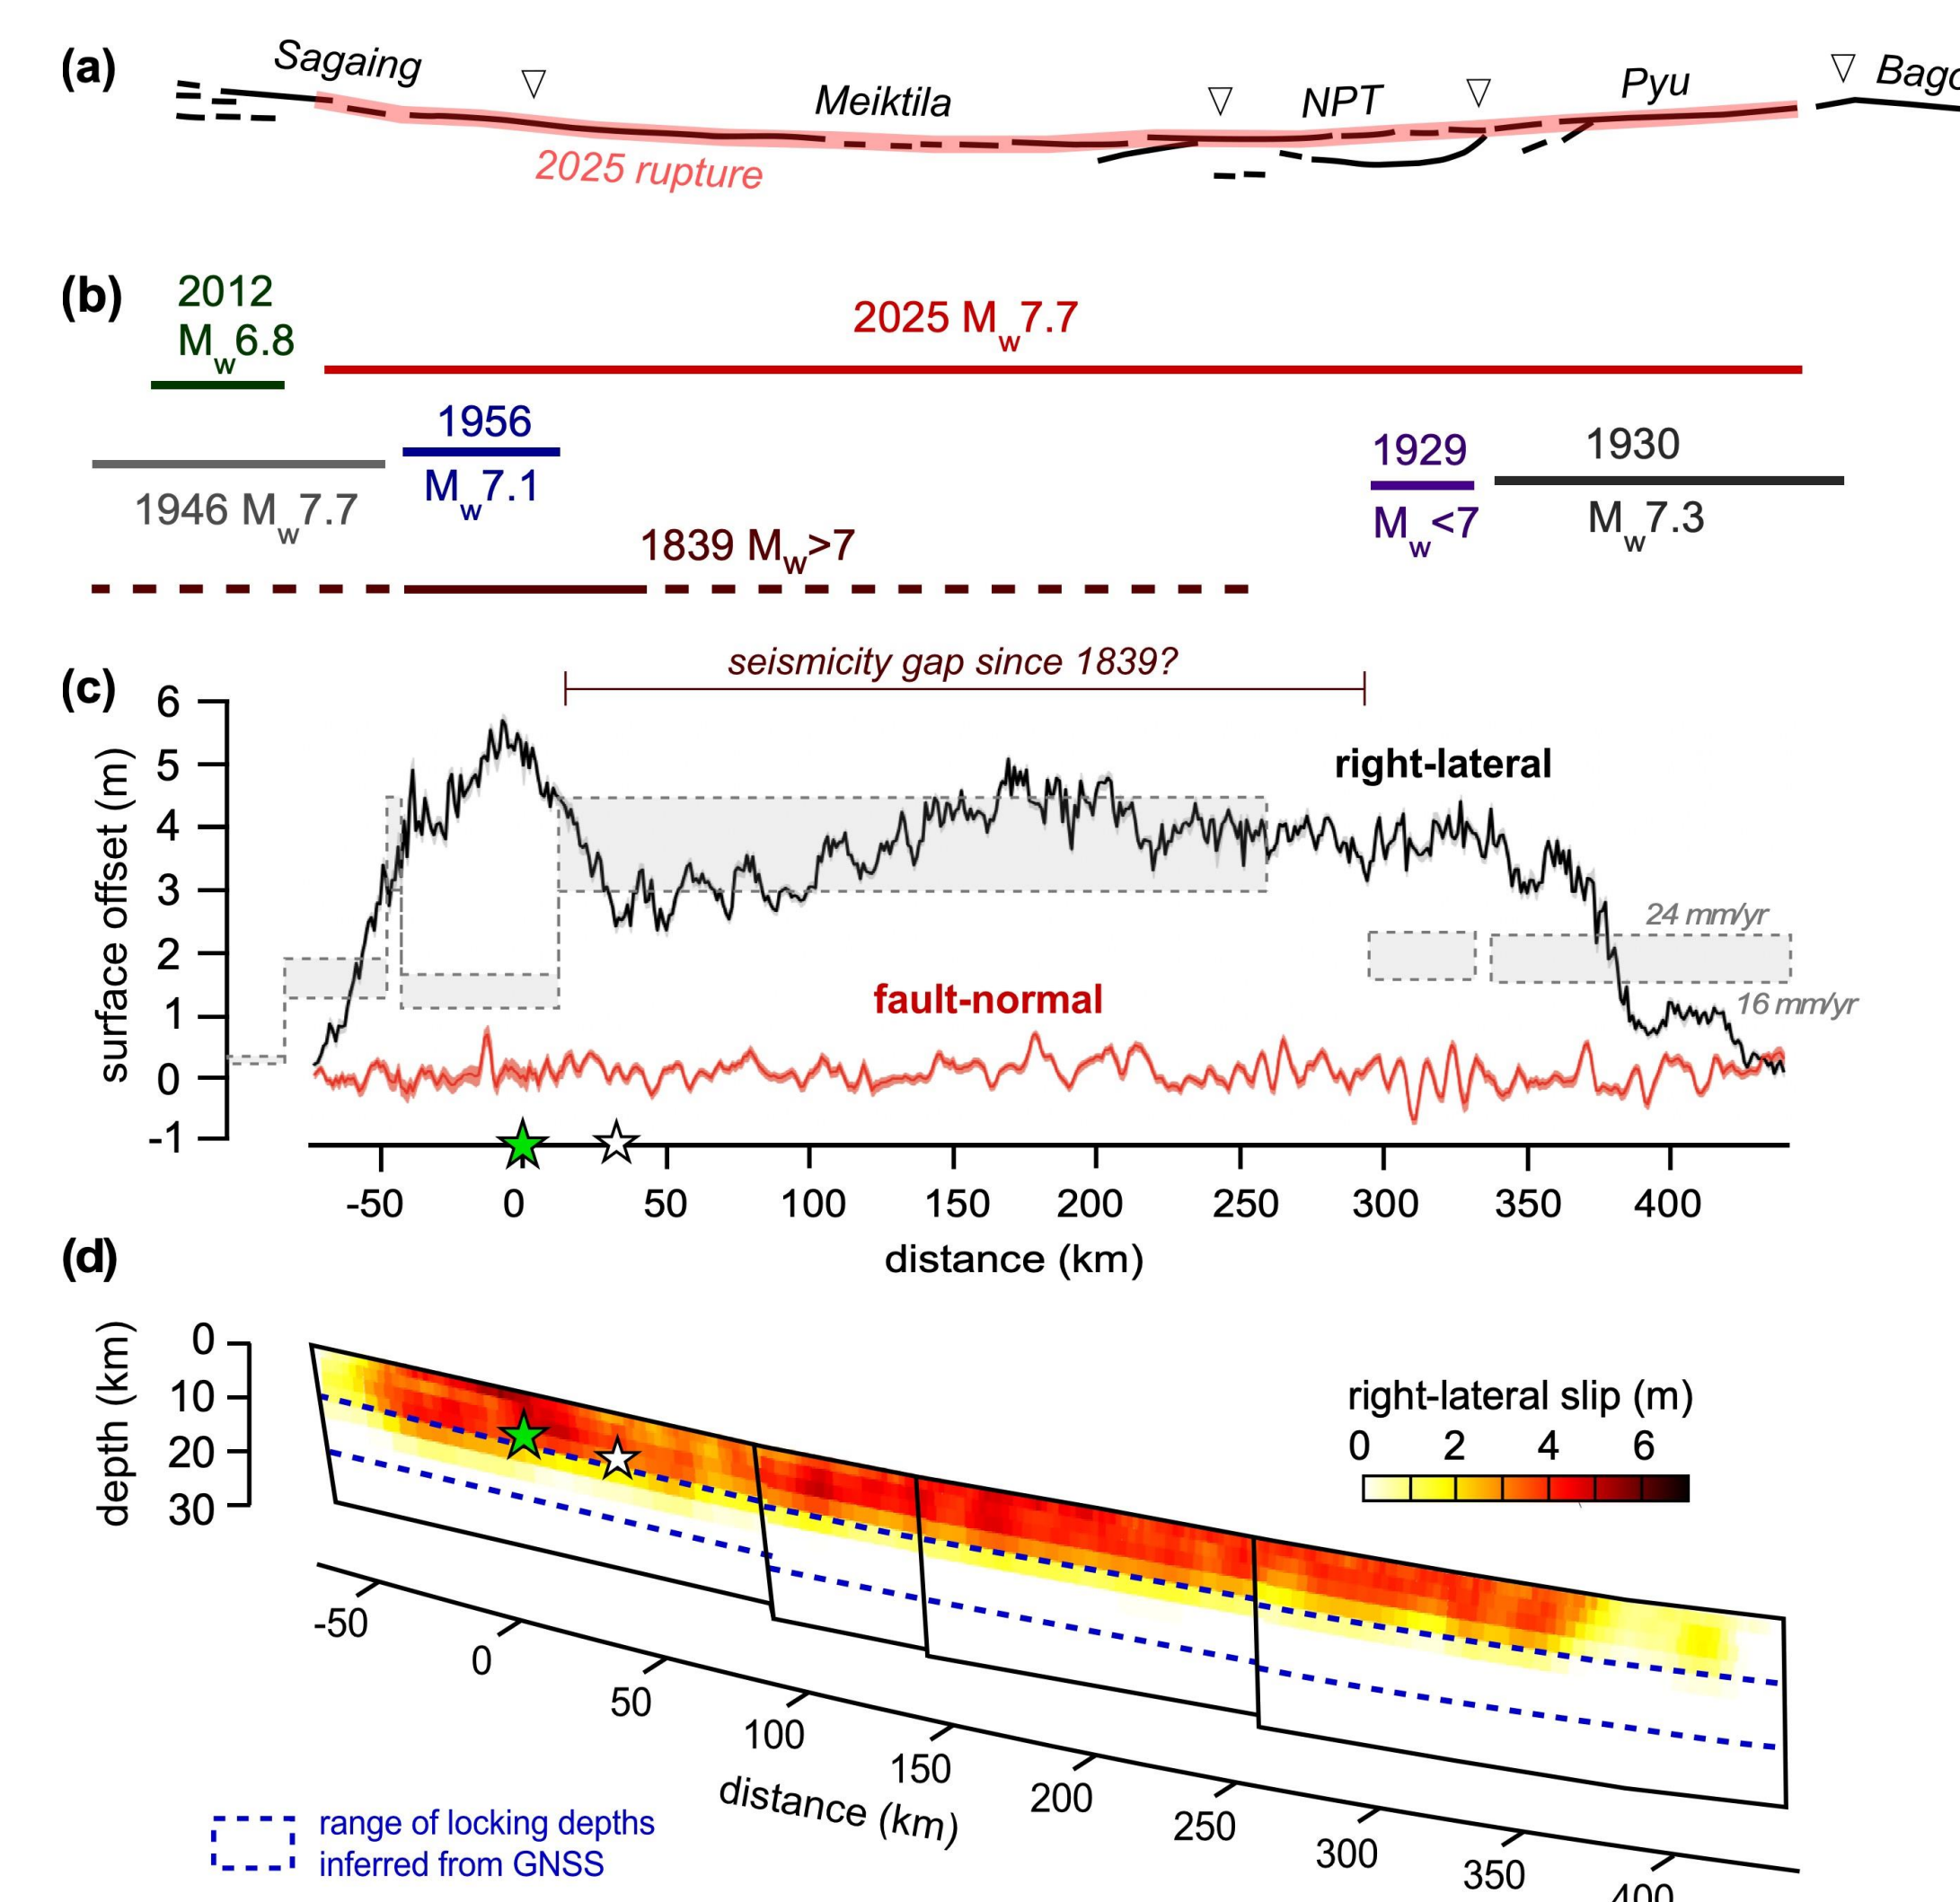 (a)
Sagaing
Meiktila
NPT
Pyu
Bago
2025 rupture
(b)
2012
Mw6.8
2025 Mw7.7
1956
Mw7.1
1929
Mw<7
1930
Mw7.3
1946 Mw7.7
1839 Mw>7
seismicity gap since 1839?
(c)
surface offset (m)
6
5
4
3
2
1
0
-1
right-lateral
24 mm/yr
16 mm/yr
fault-normal
-50 0 50 100 150 200 250 300 350 400
distance (km)
(d)
depth (km)
0
10
20
30
right-lateral slip (m)
0 2 4 6
-50 0 50 100 150 200 250 300 350 400
distance (km)
range of locking depths
inferred from GNSS